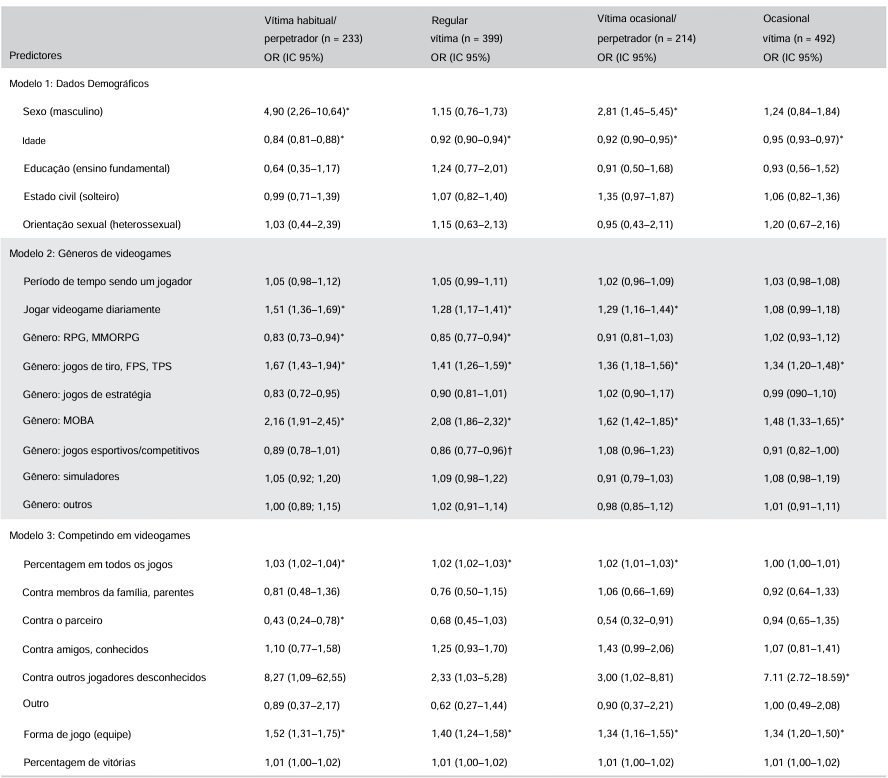 Predictores Vítima habitual/ perpetrador (n = 233) OR (IC 95%) Regular vítima (n = 399) OR (IC 95%) Vítima ocasional/ perpetrador (n = 214) OR (IC 95%) Ocasional vítima (n = 492) OR (IC 95%)
Modelo 1: Dados Demográficos
Sexo (masculino) 4,90 (2,26–10,64)* 1,15 (0,76–1,73) 2,81 (1,45–5,45)* 1,24 (0,84–1,84)
Idade 0,84 (0,81–0,88)* 0,92 (0,90–0,94)* 0,92 (0,90–0,95)* 0,95 (0,93–0,97)*
Educação (ensino fundamental) 0,64 (0,35–1,17) 1,24 (0,77–2,01) 0,91 (0,50–1,68) 0,93 (0,56–1,52)
Estado civil (solteiro) 0,99 (0,71–1,39) 1,07 (0,82–1,40) 1,35 (0,97–1,87) 1,06 (0,82–1,36)
Orientação sexual (heterossexual) 1,03 (0,44–2,39) 1,15 (0,63–2,13) 0,95 (0,43–2,11) 1,20 (0,67–2,16)
Modelo 2: Gêneros de videogames
Período de tempo sendo um jogador 1,05 (0,98–1,12) 1,05 (0,99–1,11) 1,02 (0,96–1,09) 1,03 (0,98–1,08)
Jogar videogame diariamente 1,51 (1,36–1,69)* 1,28 (1,17–1,41)* 1,29 (1,16–1,44)* 1,08 (0,99–1,18)
Gênero: RPG, MMORPG 0,83 (0,73–0,94)* 0,85 (0,77–0,94)* 0,91 (0,81–1,03) 1,02 (0,93–1,12)
Gênero: jogos de tiro, FPS, TPS 1,67 (1,43–1,94)* 1,41 (1,26–1,59)* 1,36 (1,18–1,56)* 1,34 (1,20–1,48)*
Gênero: jogos de estratégia 0,83 (0,72–0,95) 0,90 (0,81–1,01) 1,02 (0,90–1,17) 0,99 (090–1,10)
Gênero: MOBA 2,16 (1,91–2,45)* 2,08 (1,86–2,32)* 1,62 (1,42–1,85)* 1,48 (1,33–1,65)*
Gênero: jogos esportivos/competitivos 0,89 (0,78–1,01) 0,86 (0,77–0,96)† 1,08 (0,96–1,23) 0,91 (0,82–1,00)
Gênero: simuladores 1,05 (0,92; 1,20) 1,09 (0,98–1,22) 0,91 (0,79–1,03) 1,08 (0,98–1,19)
Gênero: outros 1,00 (0,89; 1,15) 1,02 (0,91–1,14) 0,98 (0,85–1,12) 1,01 (0,91–1,11)
Modelo 3: Competindo em videogames
Percentagem em todos os jogos 1,03 (1,02–1,04)* 1,02 (1,02–1,03)* 1,02 (1,01–1,03)* 1,00 (1,00–1,01)
Contra membros da família, parentes 0,81 (0,48–1,36) 0,76 (0,50–1,15) 1,06 (0,66–1,69) 0,92 (0,64–1,33)
Contra o parceiro 0,43 (0,24–0,78)* 0,68 (0,45–1,03) 0,54 (0,32–0,91) 0,94 (0,65–1,35)
Contra amigos, conhecidos 1,10 (0,77–1,58) 1,25 (0,93–1,70) 1,43 (0,99–2,06) 1,07 (0,81–1,41)
Contra outros jogadores desconhecidos 8,27 (1,09–62,55) 2,33 (1,03–5,28) 3,00 (1,02–8,81) 7.11 (2.72–18.59)*
Outro 0,89 (0,37–2,17) 0,62 (0,27–1,44) 0,90 (0,37–2,21) 1,00 (0,49–2,08)
Forma de jogo (equipe) 1,52 (1,31–1,75)* 1,40 (1,24–1,58)* 1,34 (1,16–1,55)* 1,34 (1,20–1,50)*
Percentagem de vitórias 1,01 (1,00–1,02) 1,01 (1,00–1,02) 1,01 (1,00–1,02) 1,01 (1,00–1,02)